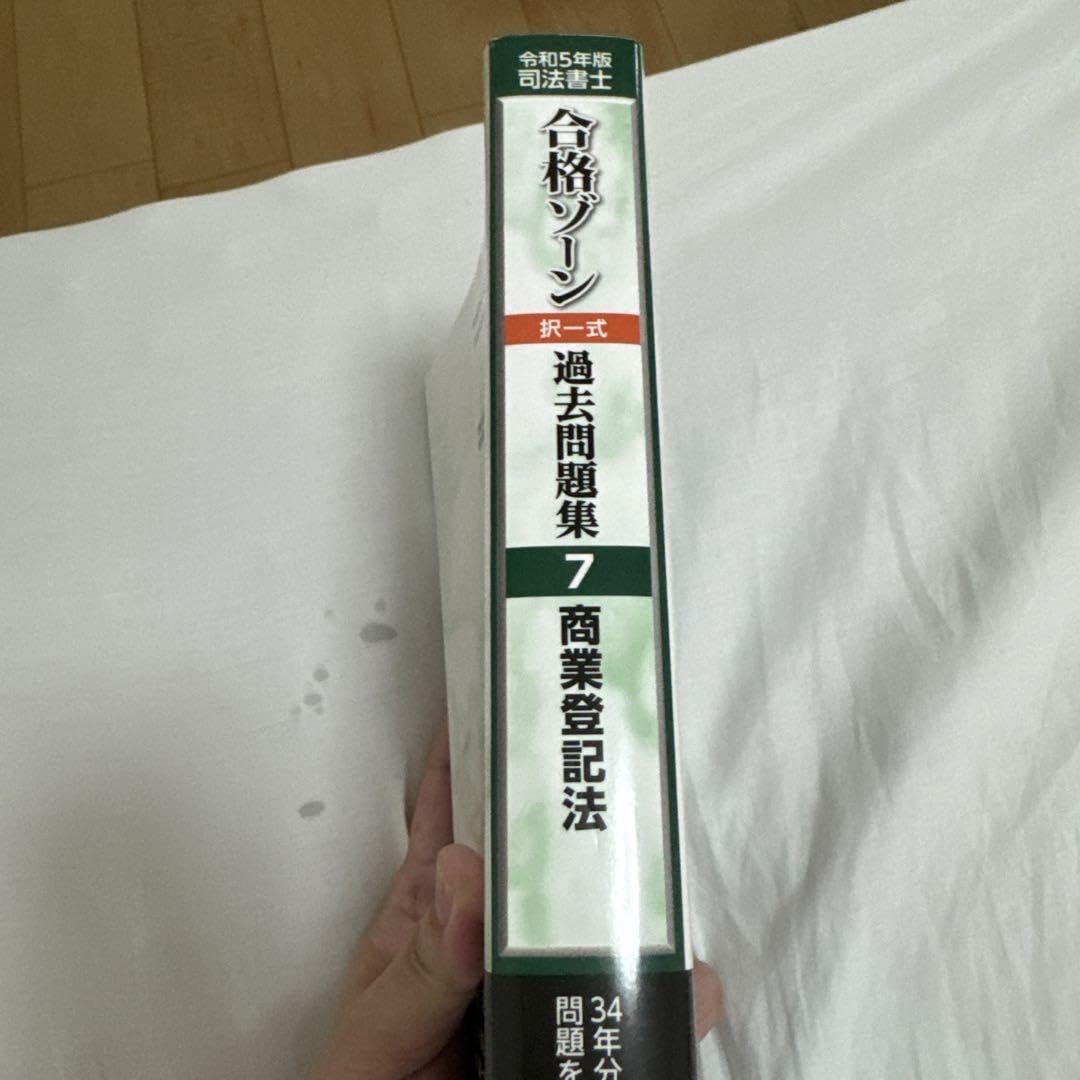 令和5年版
司法書士
合格ゾーン
択一式
過去問題集
7
商業登記法
34年分
問題を